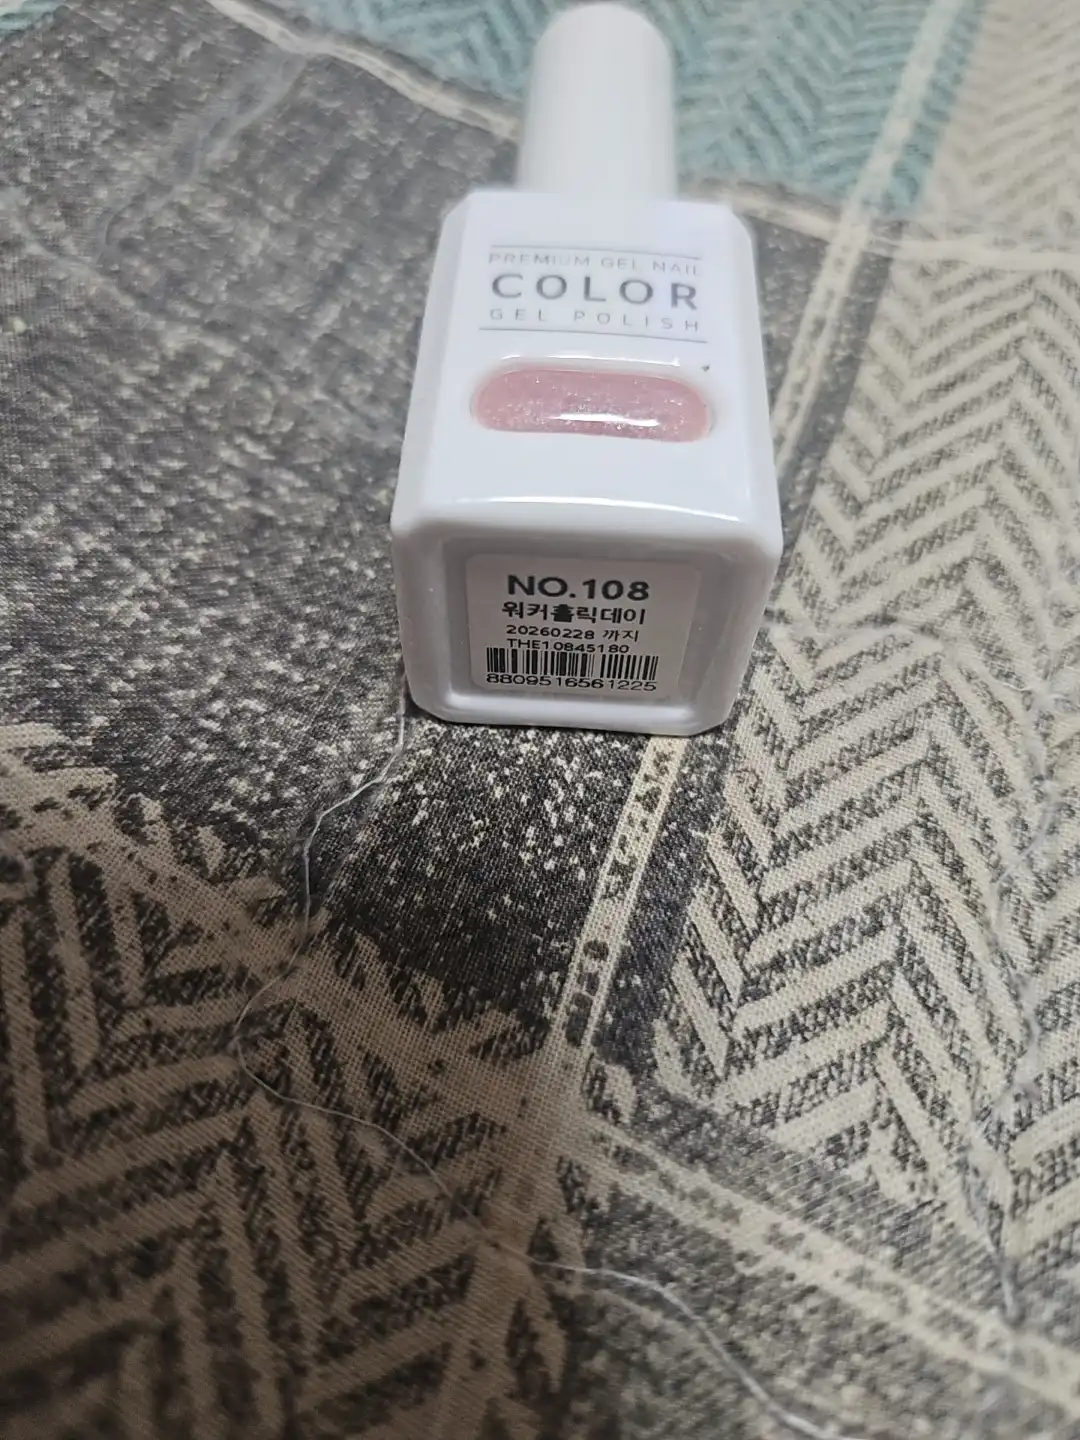 PREMIUM GEL NAIL
COLOR
GEL POLISH
NO.108
워커홀릭데이
20260228 까지
THE10845180
8809516561225